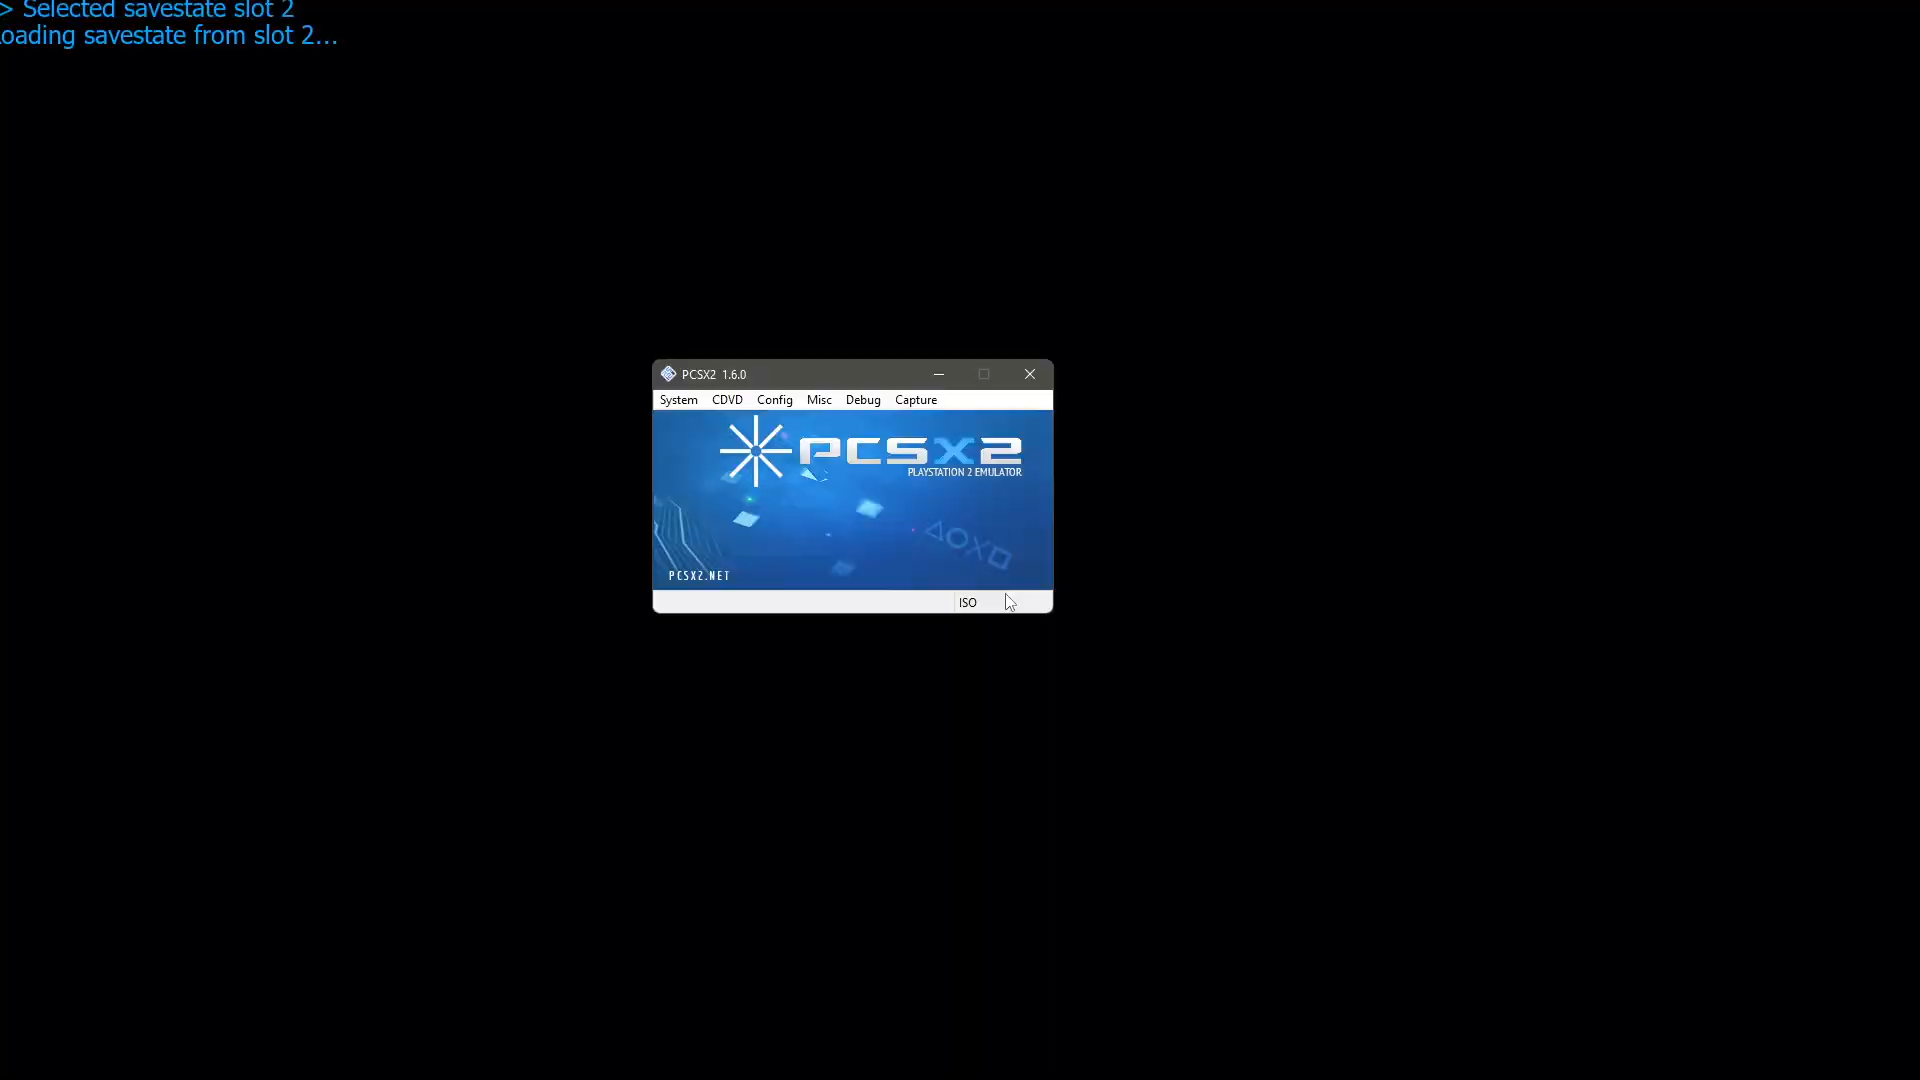 > Selected savestate slot 2
Loading savestate from slot 2...
PCSX2 1.6.0
System CDVD Config Misc Debug Capture
PCSX2
PLAYSTATION 2 EMULATOR
PCSX2.NET
ISO